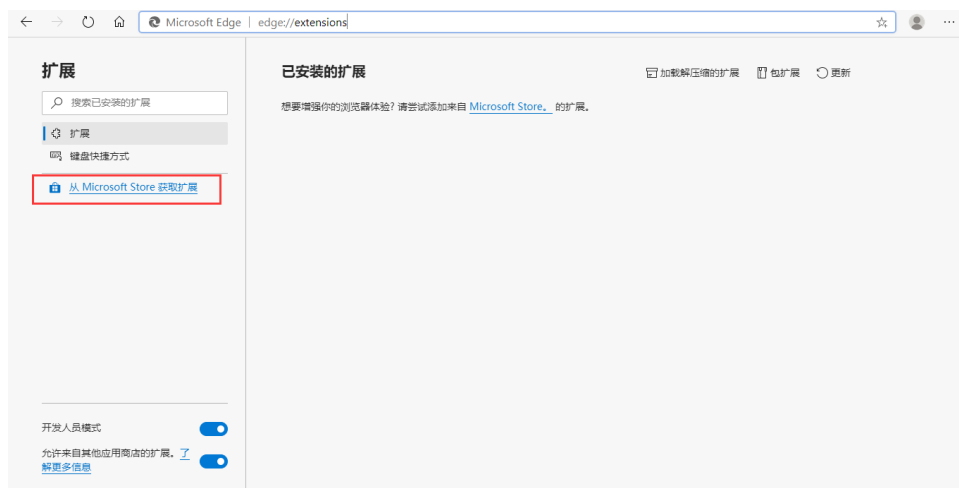 Microsoft Edge | edge://extensions
扩展
搜索已安装的扩展
扩展
键盘快捷方式
从 Microsoft Store 获取扩展
已安装的扩展
加载解压缩的扩展
包扩展
更新
想要增强你的浏览器体验? 请尝试添加来自 Microsoft Store。 的扩展。
开发人员模式
允许来自其他应用商店的扩展。了
解更多信息